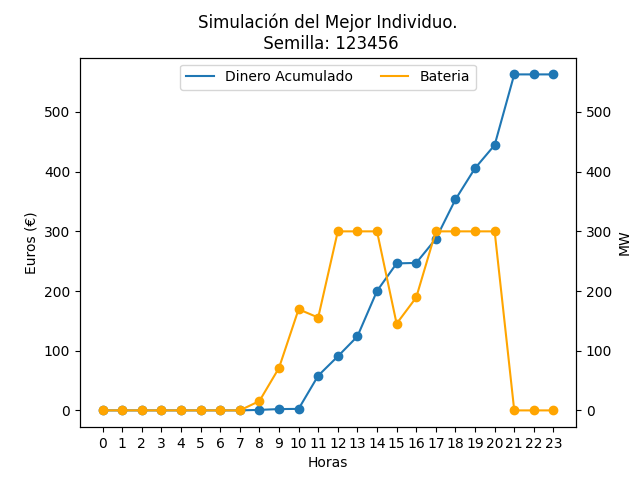 Simulación del Mejor Individuo.
Semilla: 123456
Dinero Acumulado
Bateria
500
400
300
200
100
0
Euros (€)
500
400
300
200
100
0
MW
0 1 2 3 4 5 6 7 8 9 10 11 12 13 14 15 16 17 18 19 20 21 22 23
Horas